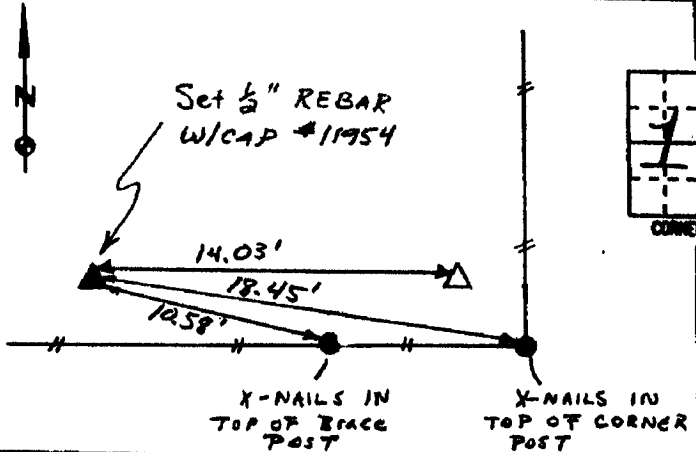 N
Set 1/2" REBAR
W/CAP #11954
14.03'
18.45'
10.58'
X-NAILS IN
TOP OF BRACE
POST
X-NAILS IN
TOP OF CORNER
POST
CORNE